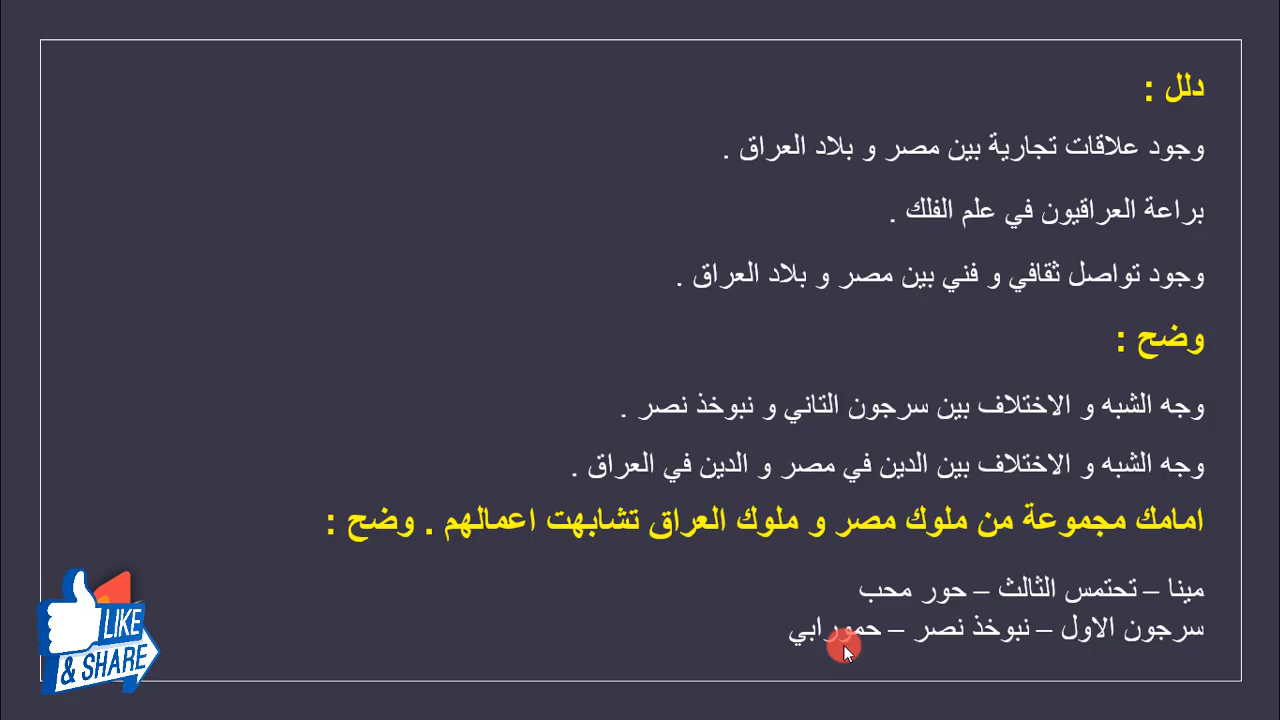 دلل :
وجود علاقات تجارية بين مصر و بلاد العراق .
براعة العراقيون في علم الفلك .
وجود تواصل ثقافي و فني بين مصر و بلاد العراق .
وضح :
وجه الشبه و الاختلاف بين سرجون التاني و نبوخذ نصر .
وجه الشبه و الاختلاف بين الدين في مصر و الدين في العراق .
امامك مجموعة من ملوك مصر و ملوك العراق تشابهت اعمالهم . وضح :
مينا – تحتمس الثالث – حور محب
سرجون الاول – نبوخذ نصر – حمورابي
LIKE
& SHARE